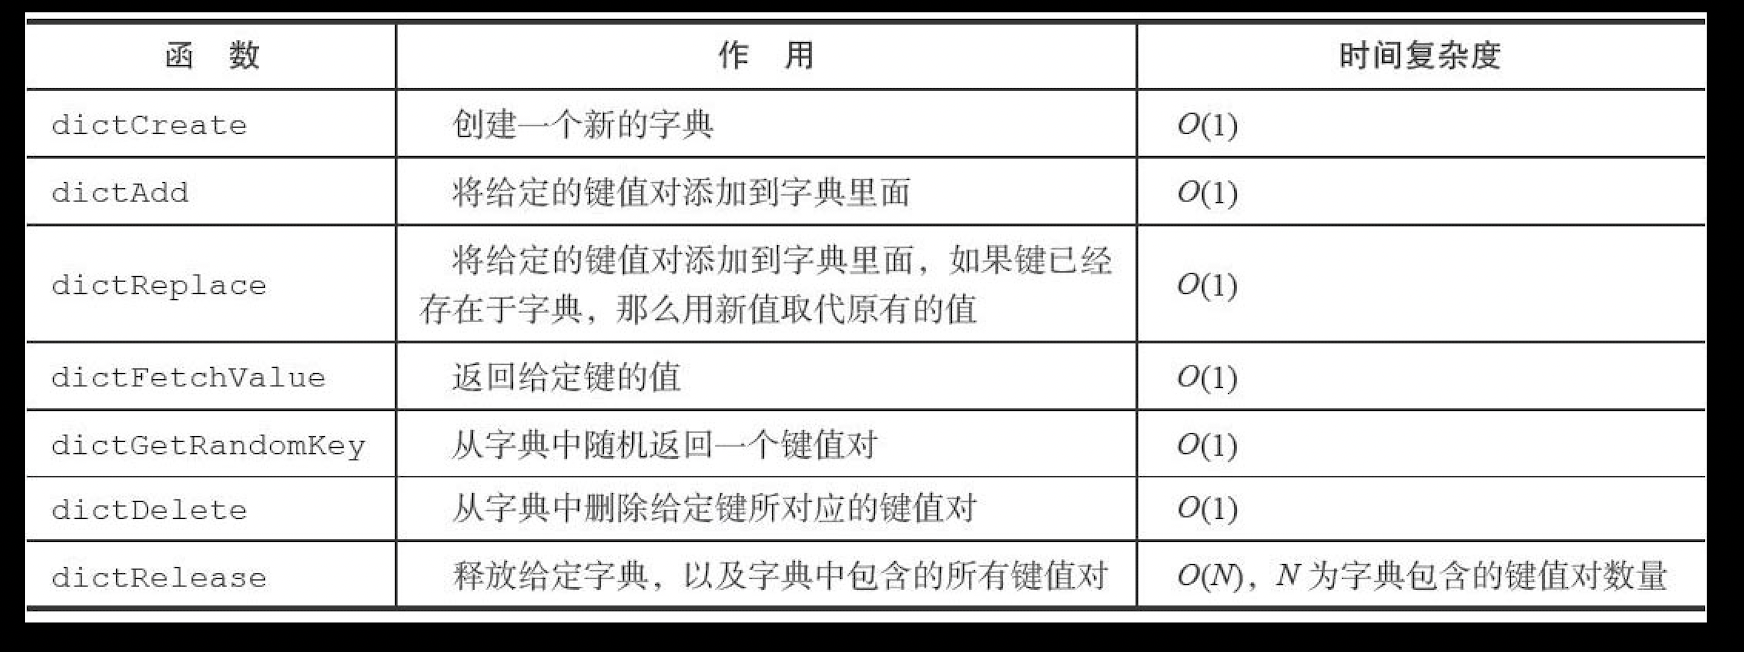 函 数 作 用 时间复杂度
dictCreate 创建一个新的字典 O(1)
dictAdd 将给定的键值对添加到字典里面 O(1)
dictReplace 将给定的键值对添加到字典里面，如果键已经
存在于字典，那么用新值取代原有的值 O(1)
dictFetchValue 返回给定键的值 O(1)
dictGetRandomKey 从字典中随机返回一个键值对 O(1)
dictDelete 从字典中删除给定键所对应的键值对 O(1)
dictRelease 释放给定字典，以及字典中包含的所有键值对 O(N)，N 为字典包含的键值对数量